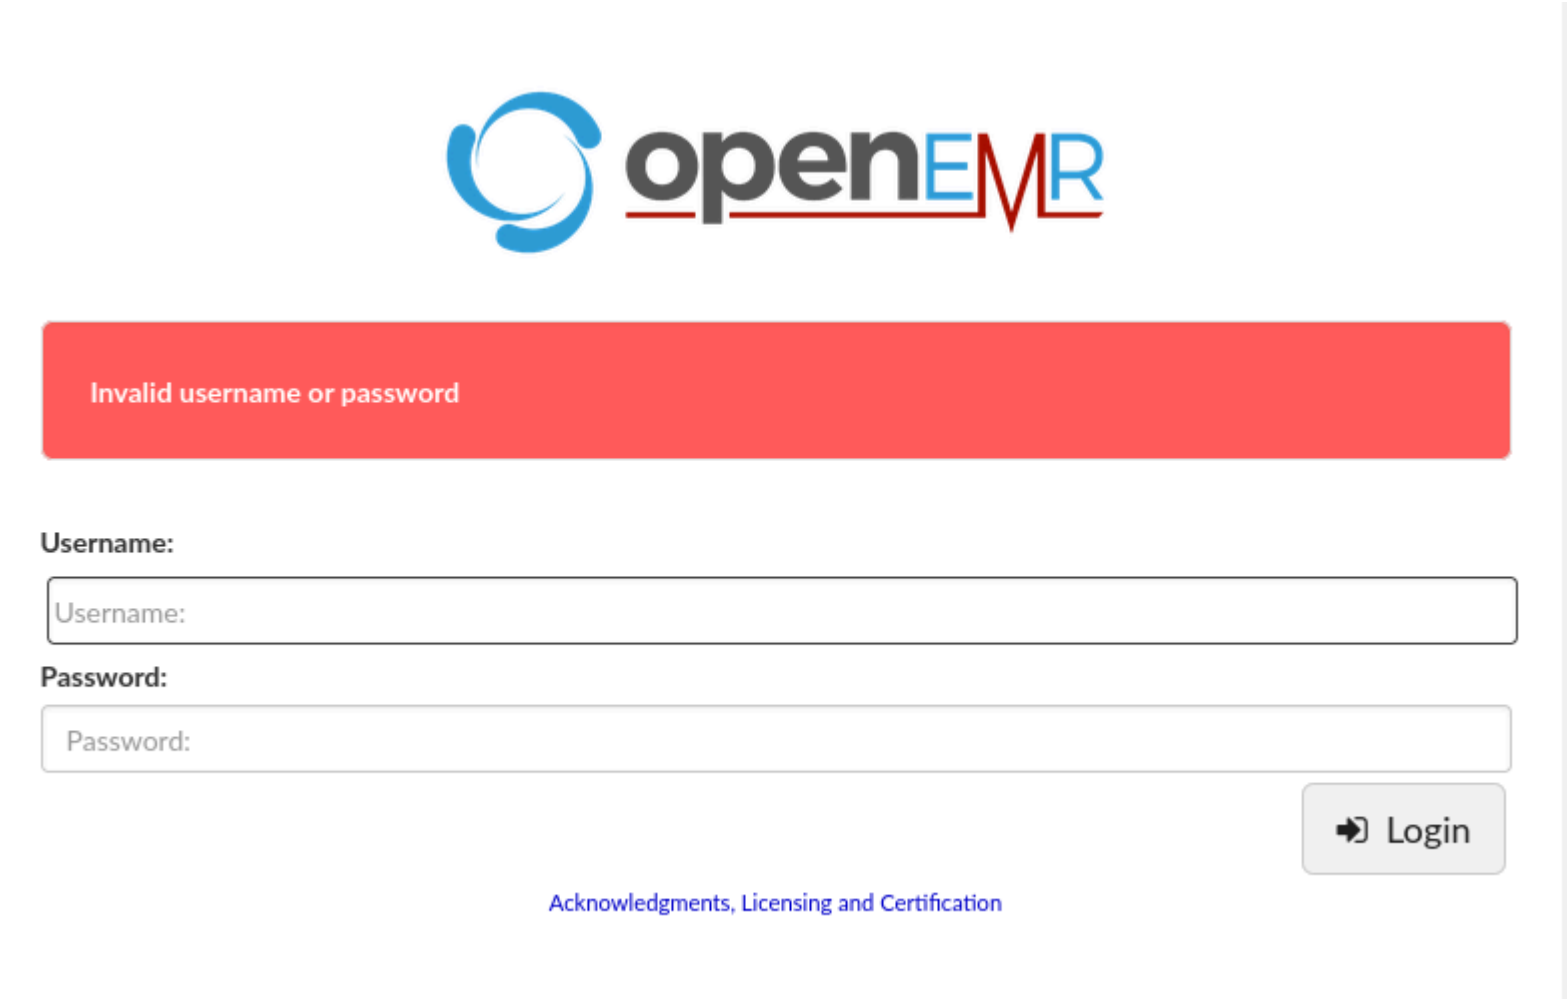 openEMR
Invalid username or password
Username:
Username:
Password:
Password:
Login
Acknowledgments, Licensing and Certification